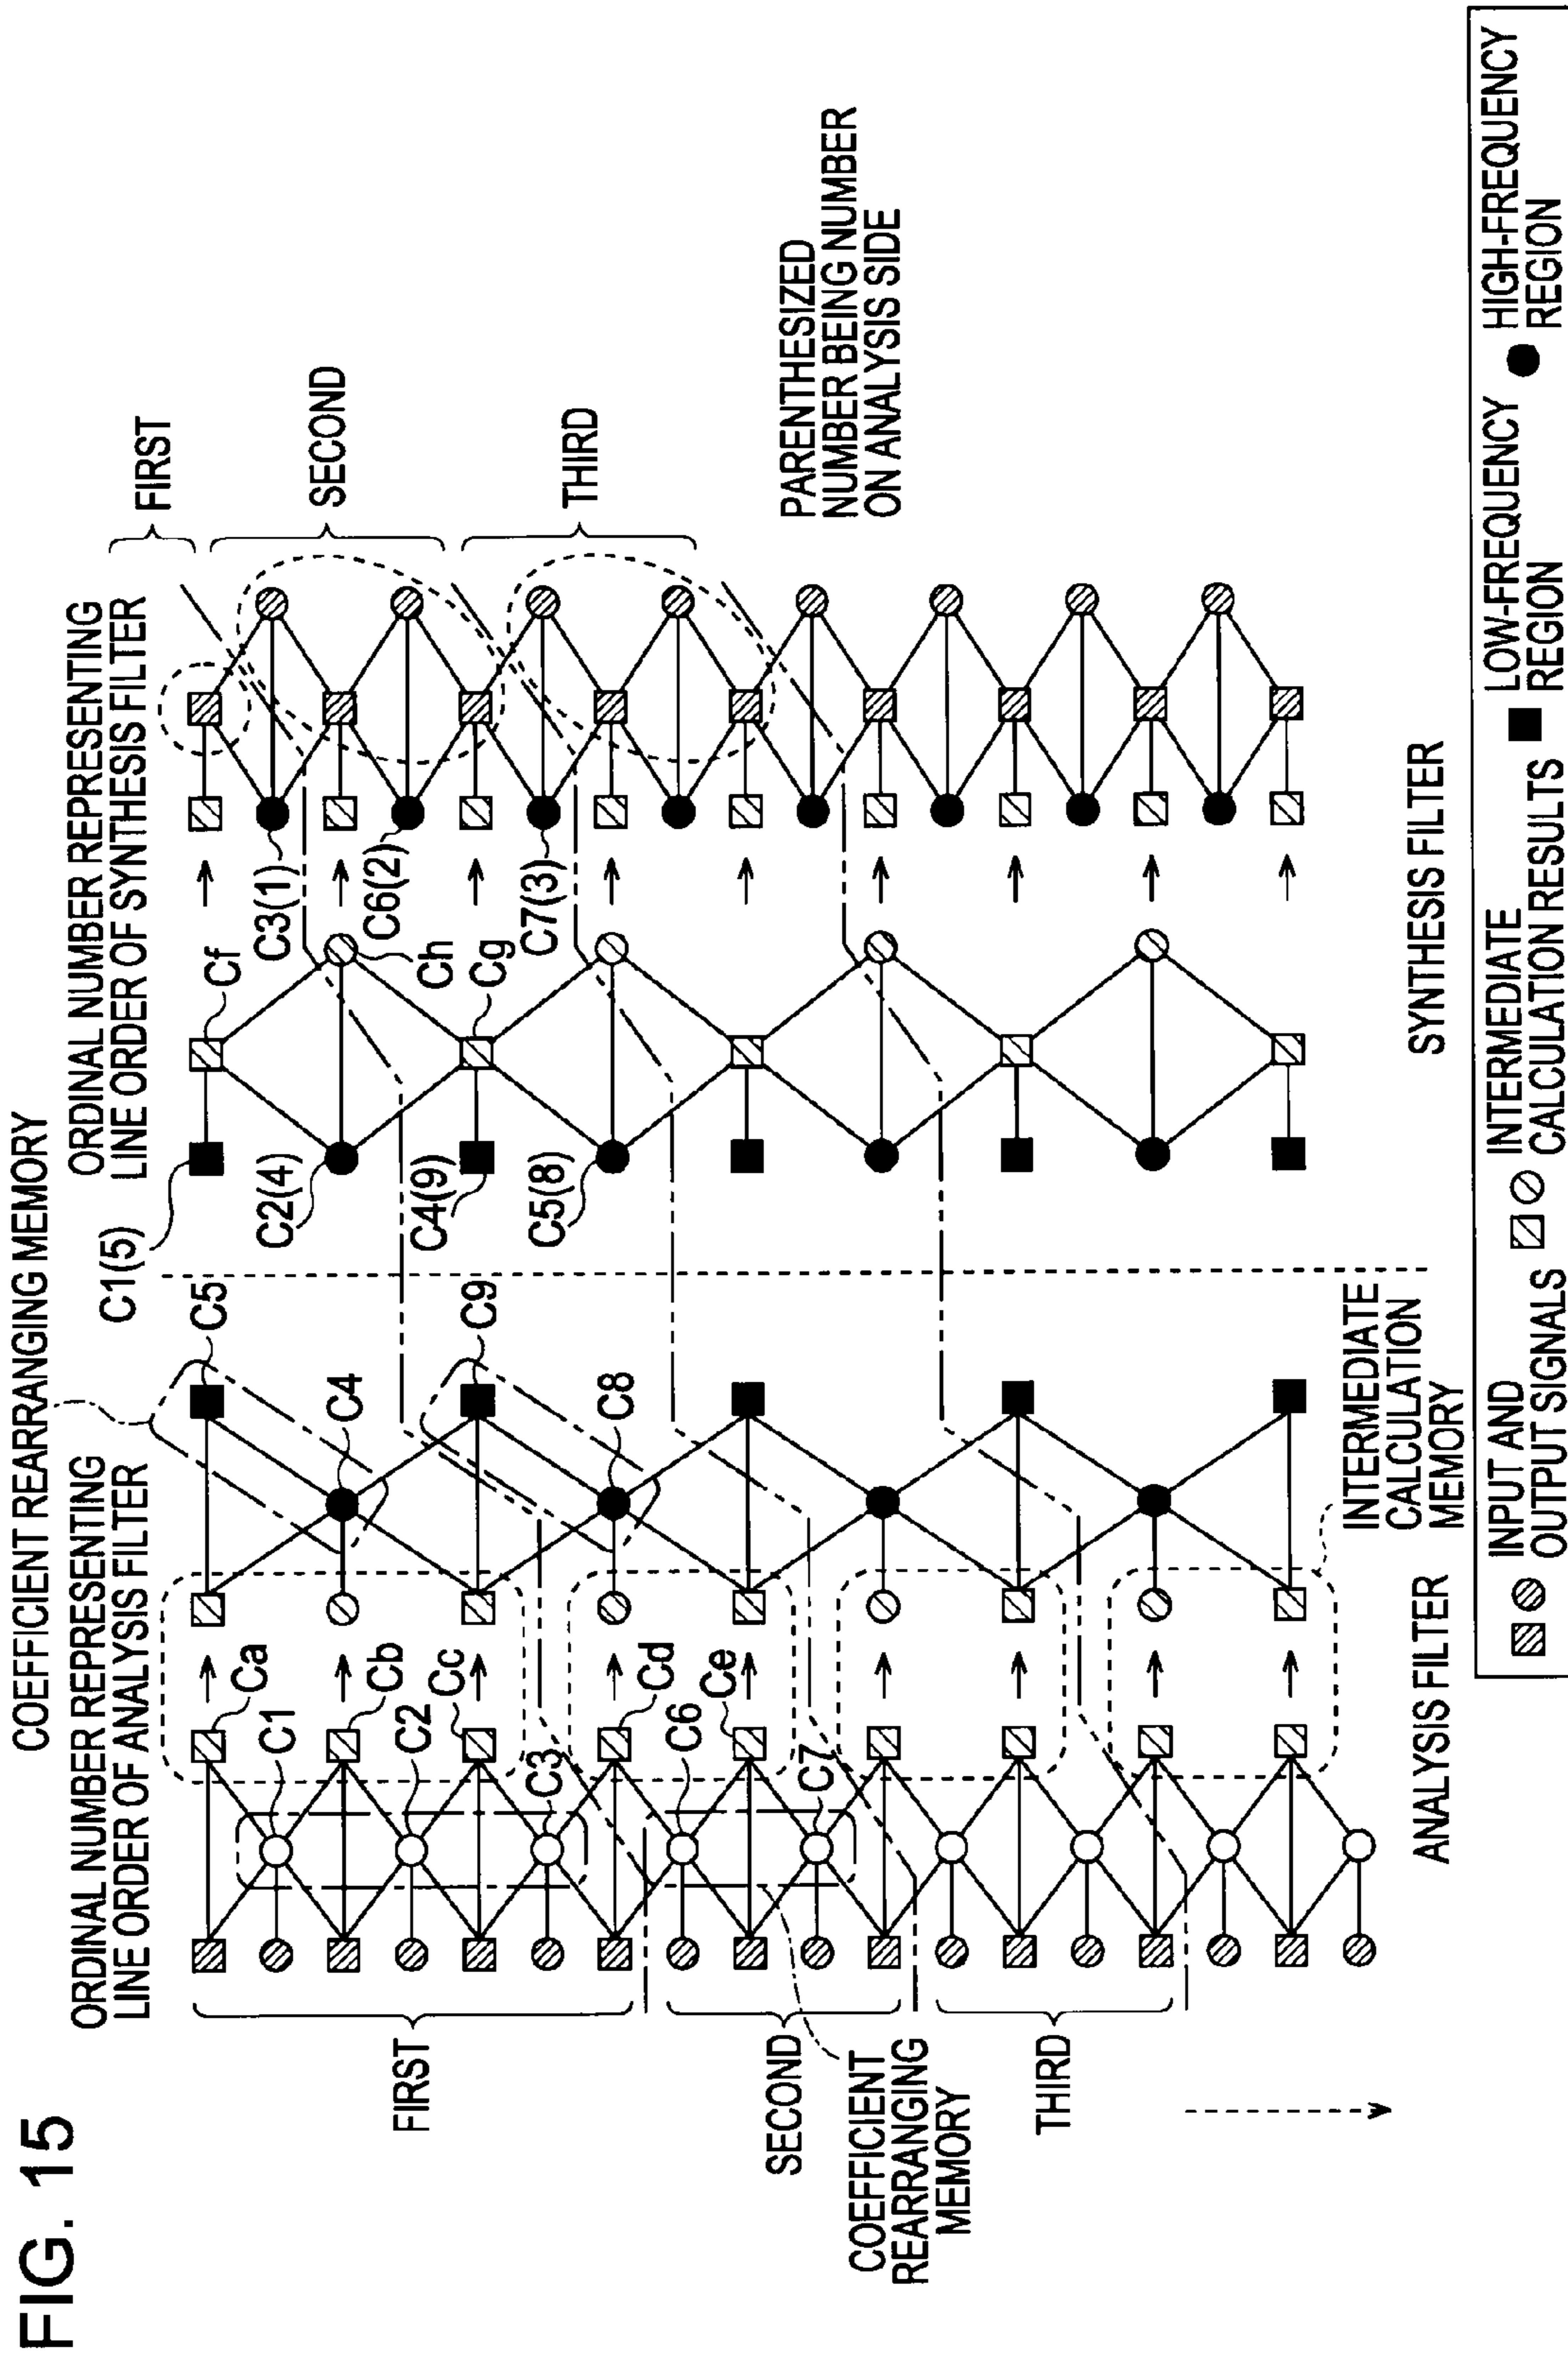 FIG. 15
COEFFICIENT REARRANGING MEMORY
ORDINAL NUMBER REPRESENTING
LINE ORDER OF ANALYSIS FILTER
ORDINAL NUMBER REPRESENTING
LINE ORDER OF SYNTHESIS FILTER
FIRST
SECOND
COEFFICIENT
REARRANGING
MEMORY
THIRD
Ca
C1
Cb
C2
Cc
C3
Cd
C6
Ce
C7
C5
C4
C9
C8
INTERMEDIATE
CALCULATION
MEMORY
ANALYSIS FILTER
C1(5)
C2(4)
C4(9)
C5(8)
Cf
Ch
Cg
C3(1)
C6(2)
C7(3)
FIRST
SECOND
THIRD
PARENTHESIZED
NUMBER BEING NUMBER
ON ANALYSIS SIDE
SYNTHESIS FILTER
INPUT AND
OUTPUT SIGNALS
INTERMEDIATE
CALCULATION RESULTS
LOW-FREQUENCY
REGION
HIGH-FREQUENCY
REGION